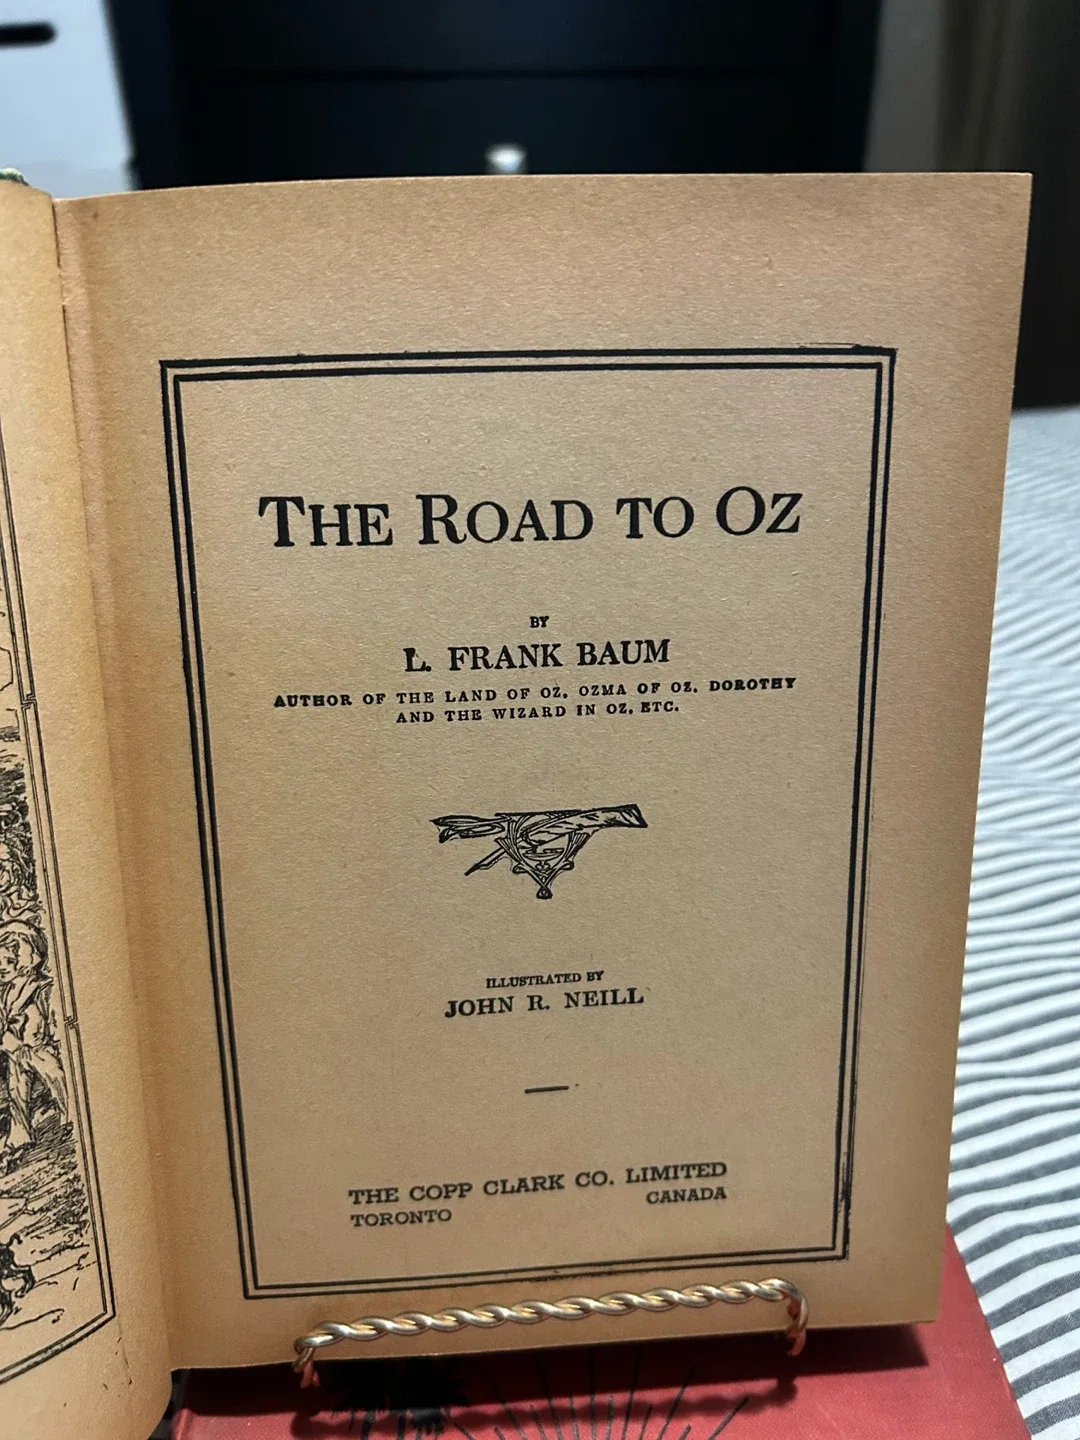 THE ROAD TO OZ
BY
L. FRANK BAUM
AUTHOR OF THE LAND OF OZ. OZMA OF OZ. DOROTHY
AND THE WIZARD IN OZ. ETC.
ILLUSTRATED BY
JOHN R. NEILL
THE COPP CLARK CO. LIMITED
TORONTO CANADA